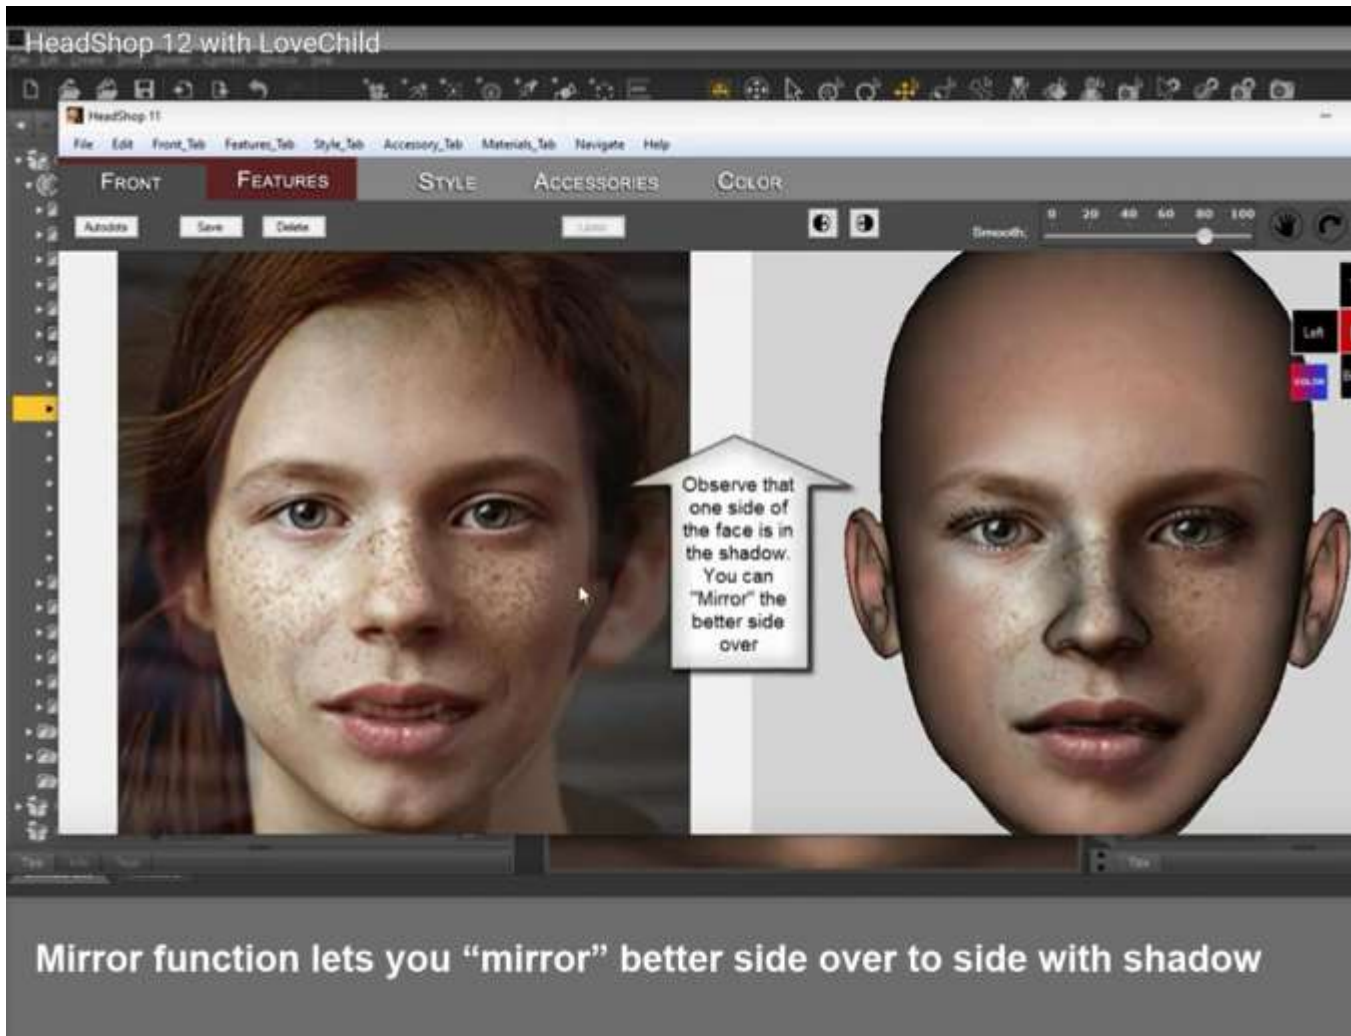 HeadShop 12 with LoveChild
HeadShop 11
File Edit Front_Tab Features_Tab Style_Tab Accessory_Tab Materials_Tab Navigate Help
FRONT FEATURES STYLE ACCESSORIES COLOR
Autodots Save Delete
Smooth: 0 20 40 60 80 100
Left
COLOR
Observe that
one side of
the face is in
the shadow.
You can
"Mirror" the
better side
over
Tips
Mirror function lets you “mirror” better side over to side with shadow